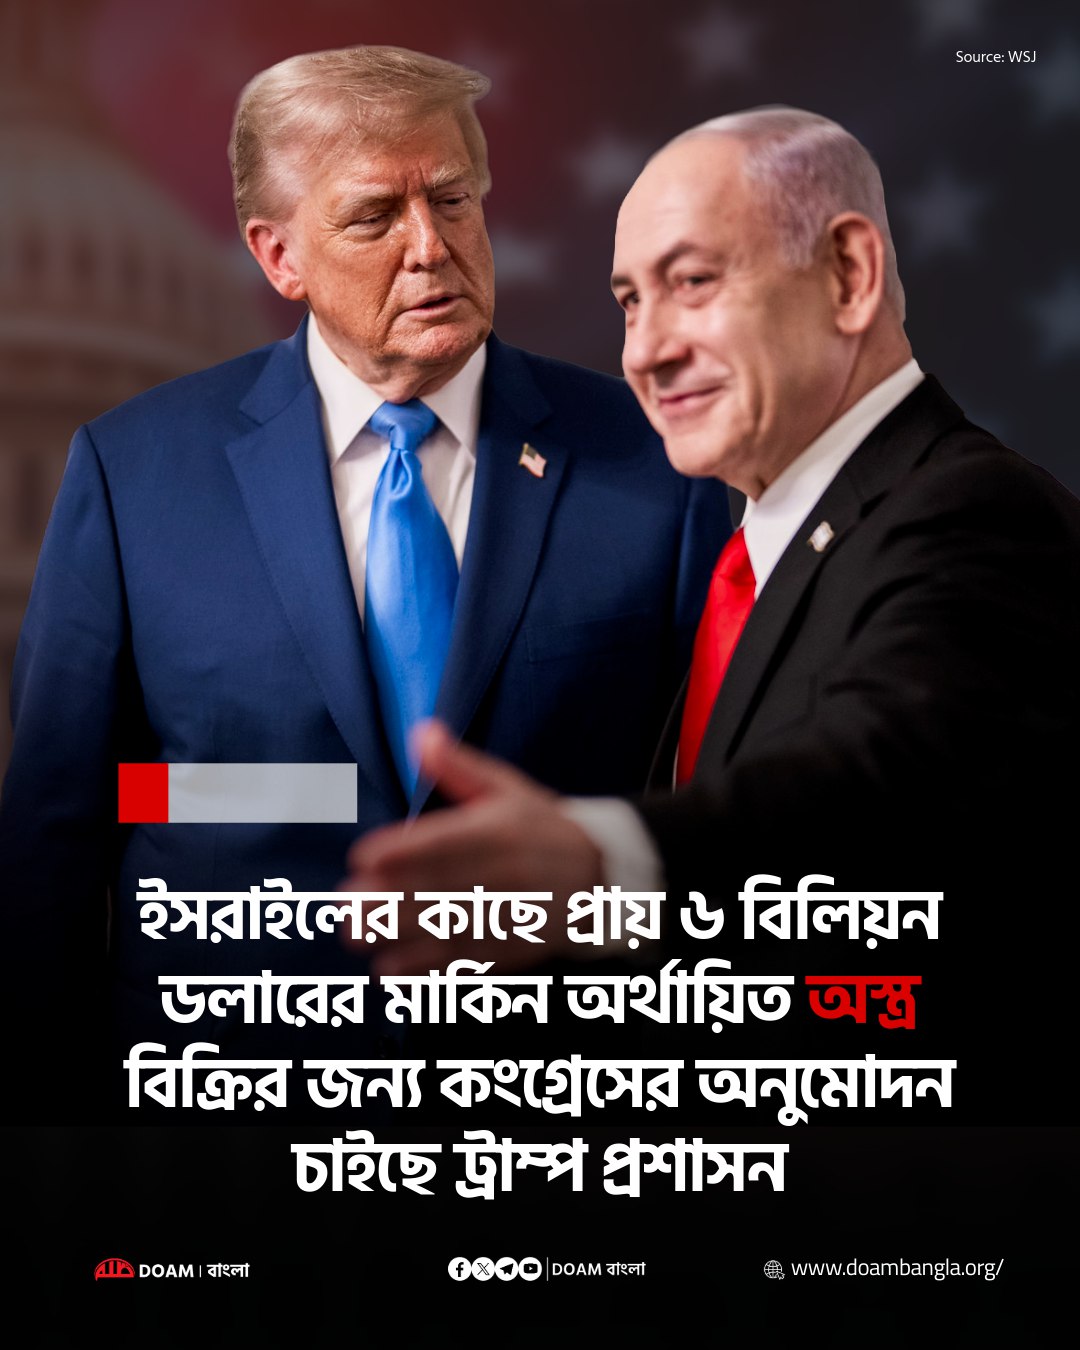 Source: WSJ
ইসরাইলের কাছে প্রায় ৬ বিলিয়ন
ডলারের মার্কিন অর্থায়িত অস্ত্র
বিক্রির জন্য কংগ্রেসের অনুমোদন
চাইছে ট্রাম্প প্রশাসন
DOAM | বাংলা
DOAM বাংলা
www.doambangla.org/